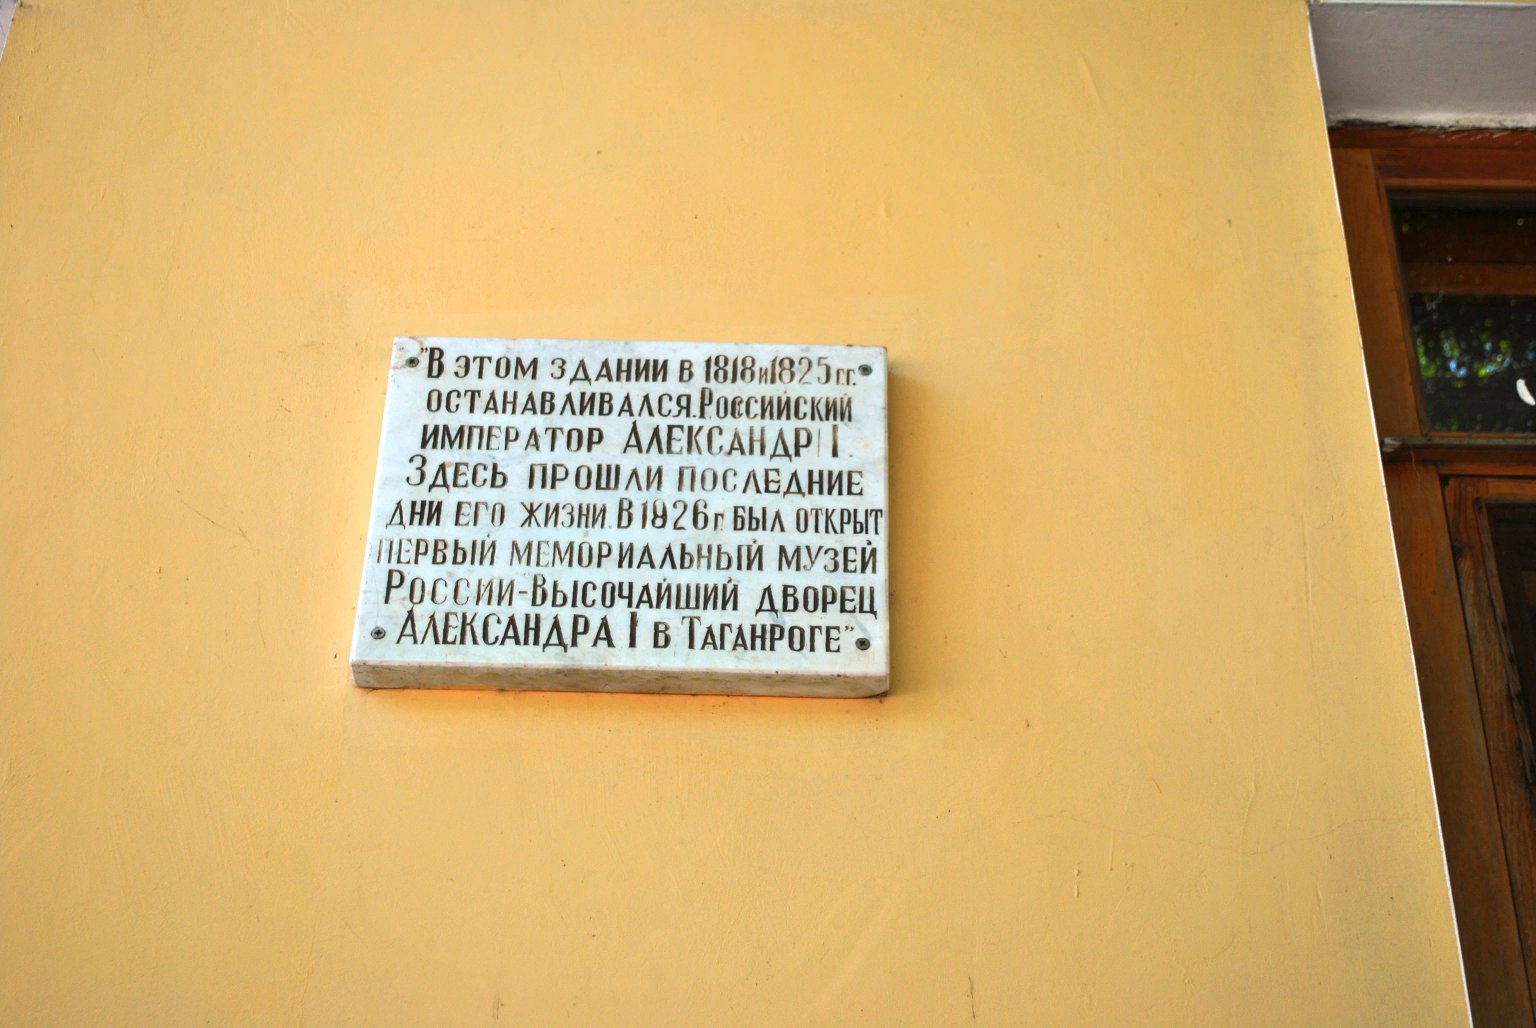 "В ЭТОМ ЗДАНИИ В 1818 и 1825 гг.
ОСТАНАВЛИВАЛСЯ РОССИЙСКИЙ
ИМПЕРАТОР АЛЕКСАНДР I.
ЗДЕСЬ ПРОШЛИ ПОСЛЕДНИЕ
ДНИ ЕГО ЖИЗНИ. В 1826 г. БЫЛ ОТКРЫТ
ПЕРВЫЙ МЕМОРИАЛЬНЫЙ МУЗЕЙ
РОССИИ-ВЫСОЧАЙШИЙ ДВОРЕЦ
АЛЕКСАНДРА I В ТАГАНРОГЕ"